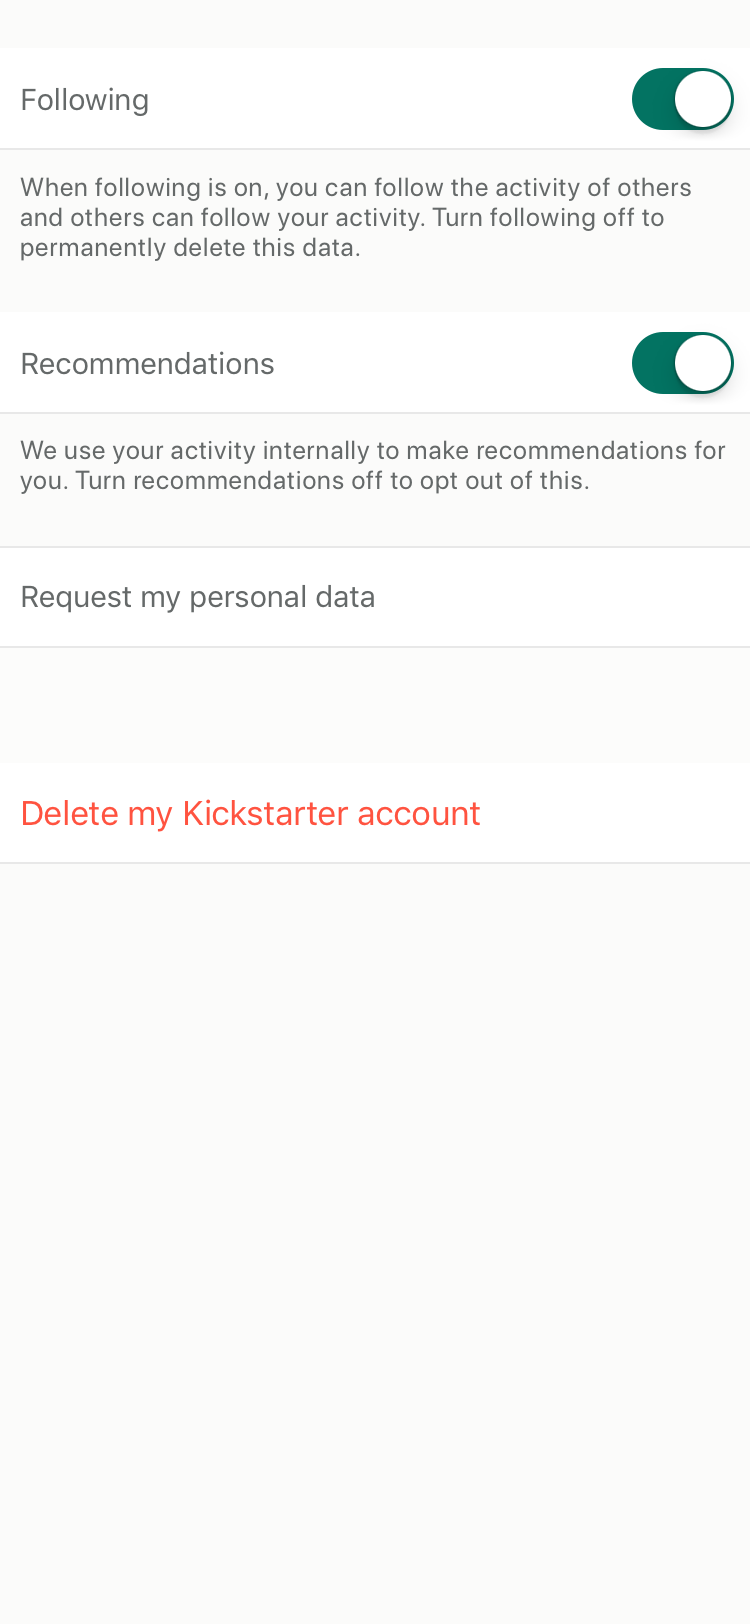 Following
When following is on, you can follow the activity of others
and others can follow your activity. Turn following off to
permanently delete this data.
Recommendations
We use your activity internally to make recommendations for
you. Turn recommendations off to opt out of this.
Request my personal data
Delete my Kickstarter account